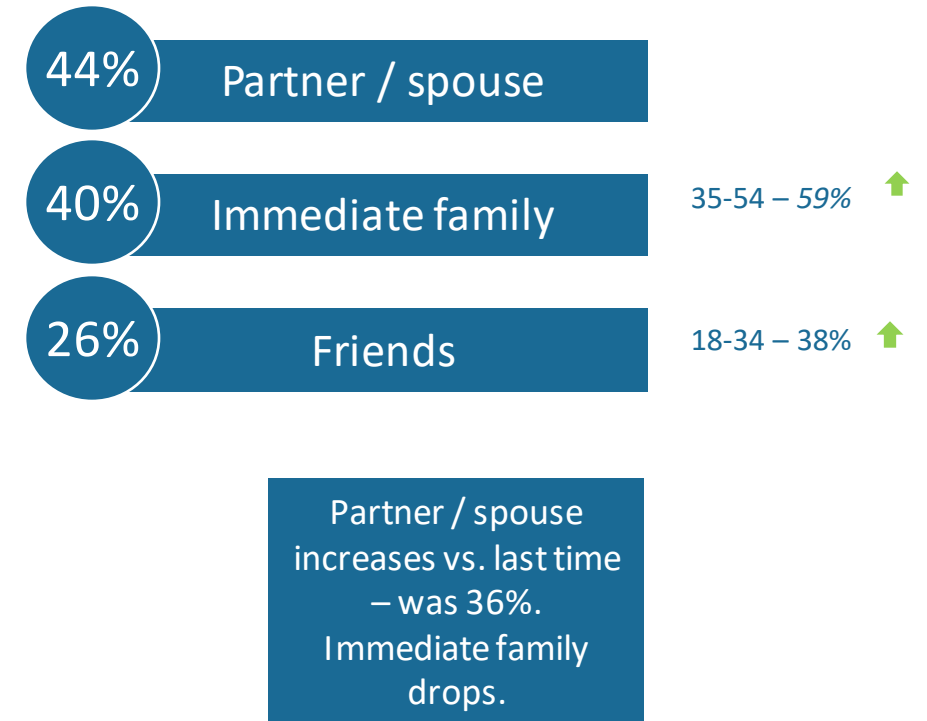 44%
Partner / spouse
40%
Immediate family
35-54 – 59%
26%
Friends
18-34 – 38%
Partner / spouse
increases vs. last time
– was 36%.
Immediate family
drops.